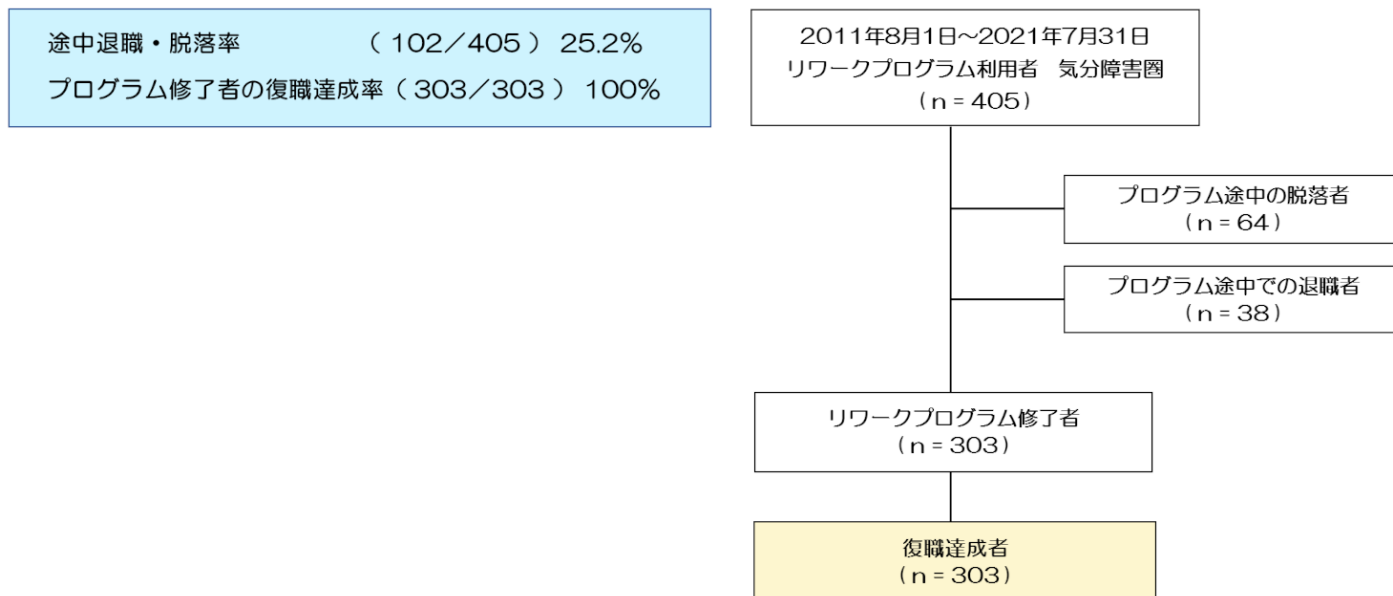 途中退職・脱落率 （102／405） 25.2%
プログラム修了者の復職達成率（303／303） 100%
2011年8月1日～2021年7月31日
リワークプログラム利用者 気分障害圏
（n = 405）
プログラム途中の脱落者
（n = 64）
プログラム途中での退職者
（n = 38）
リワークプログラム修了者
（n = 303）
復職達成者
（n = 303）